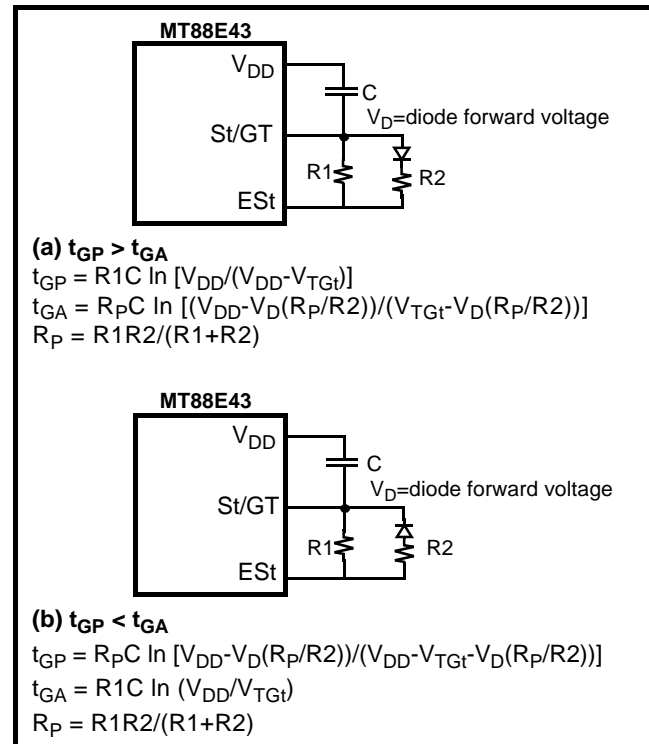 MT88E43
VDD
C
VD=diode forward voltage
St/GT
R1
R2
ESt
(a) tGP > tGA
tGP = R1C ln [VDD/(VDD-VTGt)]
tGA = RPC ln [(VDD-VD(RP/R2))/(VTGt-VD(RP/R2))]
RP = R1R2/(R1+R2)
MT88E43
VDD
C
VD=diode forward voltage
St/GT
R1
R2
ESt
(b) tGP < tGA
tGP = RPC ln [VDD-VD(RP/R2))/(VDD-VTGt-VD(RP/R2))]
tGA = R1C ln (VDD/VTGt)
RP = R1R2/(R1+R2)